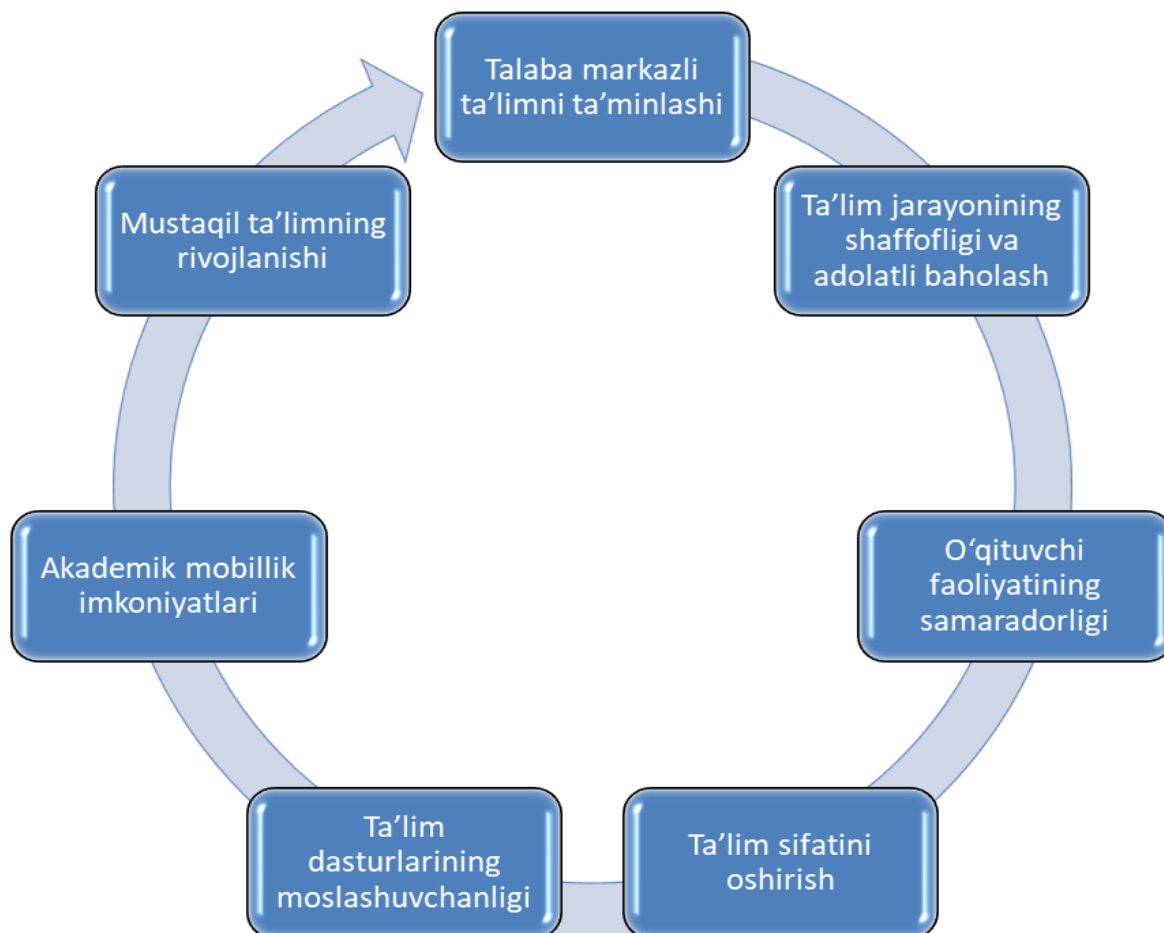 Talaba markazli
ta’limni ta’minlashi
Ta’lim jarayonining
shaffofligi va
adolatli baholash
O‘qituvchi
faoliyatining
samaradorligi
Ta’lim sifatini
oshirish
Ta’lim
dasturlarining
moslashuvchanligi
Akademik mobillik
imkoniyatlari
Mustaqil ta’limning
rivojlanishi